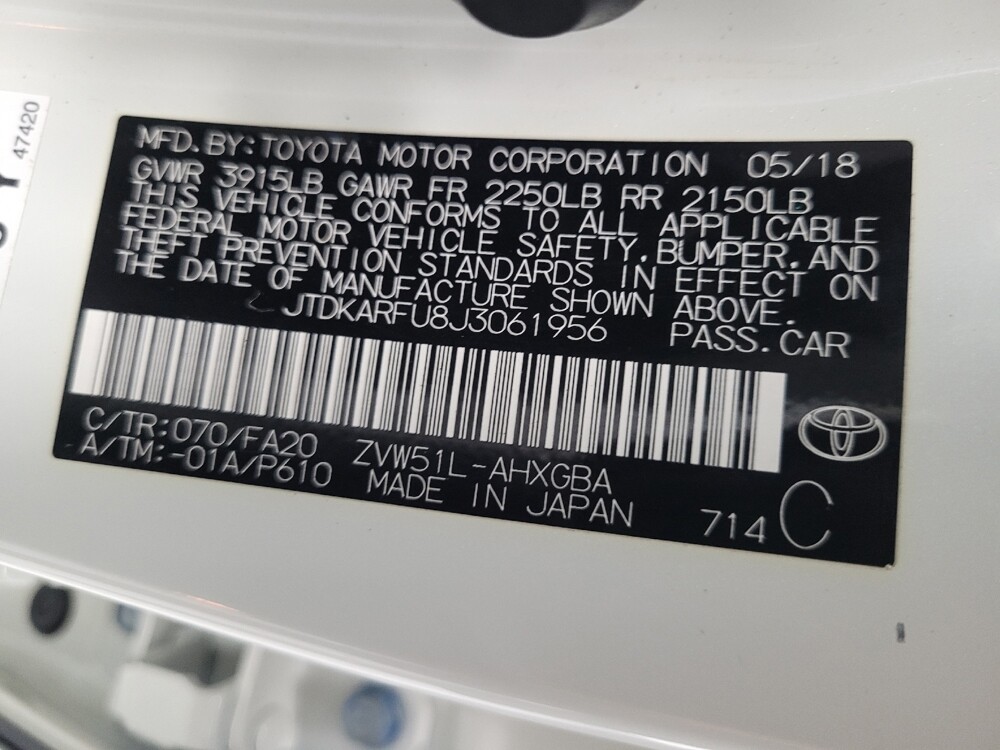 47420
MFD. BY: TOYOTA MOTOR CORPORATION 05/18
GVWR 3915LB GAWR FR 2250LB RR 2150LB
THIS VEHICLE CONFORMS TO ALL APPLICABLE
FEDERAL MOTOR VEHICLE SAFETY, BUMPER, AND
THEFT PREVENTION STANDARDS IN EFFECT ON
THE DATE OF MANUFACTURE SHOWN ABOVE.
JTDKARFU8J3061956 PASS. CAR
C/TR:070/FA20 ZVW51L-AHXGBA
A/TM:-01A/P610 MADE IN JAPAN 714 C